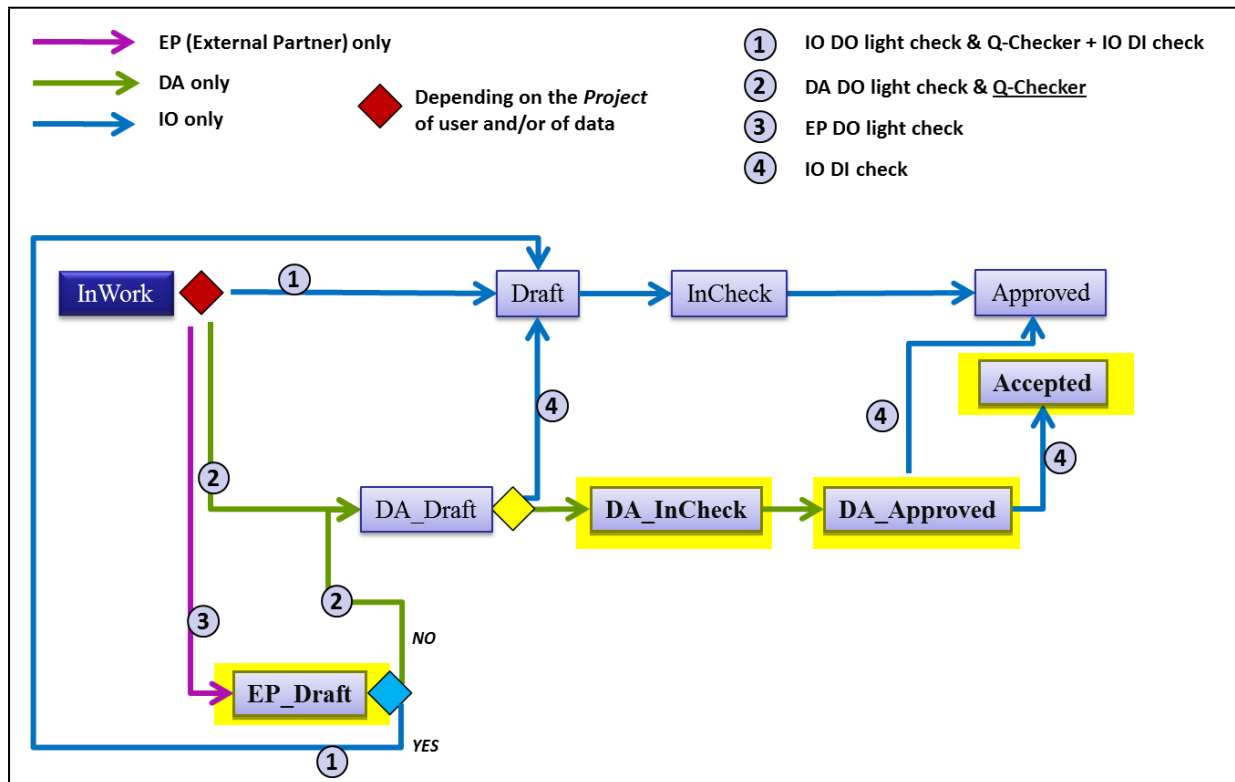 EP (External Partner) only
DA only
IO only
Depending on the Project
of user and/or of data
1 IO DO light check & Q-Checker + IO DI check
2 DA DO light check & Q-Checker
3 EP DO light check
4 IO DI check
InWork
1
Draft
InCheck
Approved
Accepted
4
4
4
2
DA_Draft
DA_InCheck
DA_Approved
2
3
NO
EP_Draft
YES
1